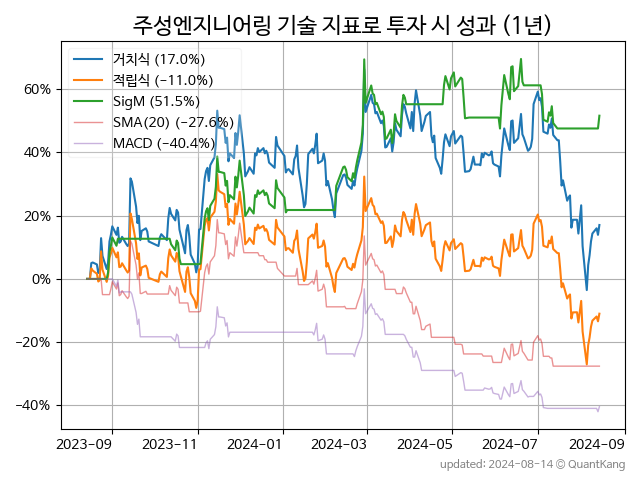 주성엔지니어링 기술 지표로 투자 시 성과 (1년)
거치식 (17.0%)
적립식 (−11.0%)
SigM (51.5%)
SMA(20) (−27.6%)
MACD (−40.4%)
60%
40%
20%
0%
−20%
−40%
2023-09
2023-11
2024-01
2024-03
2024-05
2024-07
2024-09
updated: 2024-08-14 © QuantKang